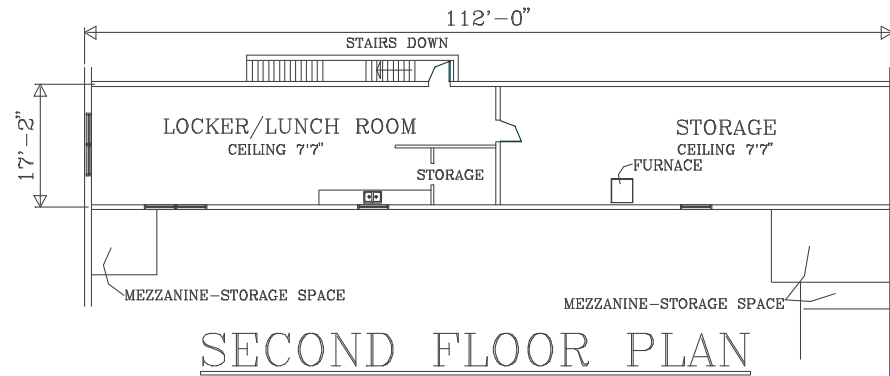 112'-0"
STAIRS DOWN
17'-2"
LOCKER/LUNCH ROOM
CEILING 7'7"
STORAGE
CEILING 7'7"
STORAGE
FURNACE
MEZZANINE-STORAGE SPACE
MEZZANINE-STORAGE SPACE
SECOND FLOOR PLAN